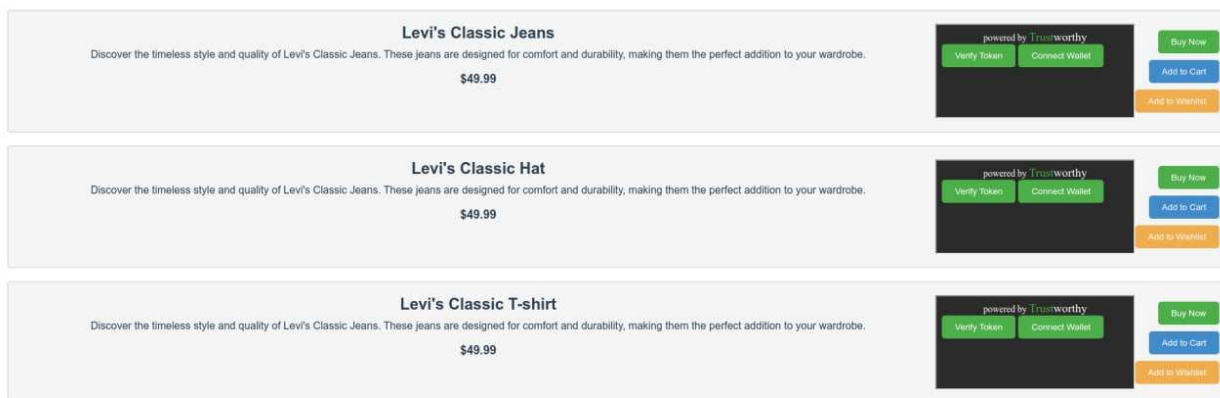 Levi's Classic Jeans
Discover the timeless style and quality of Levi's Classic Jeans. These jeans are designed for comfort and durability, making them the perfect addition to your wardrobe.
$49.99
powered by Trustworthy
Verify Token Connect Wallet
Buy Now
Add to Cart
Add to Wishlist
Levi's Classic Hat
Discover the timeless style and quality of Levi's Classic Jeans. These jeans are designed for comfort and durability, making them the perfect addition to your wardrobe.
$49.99
powered by Trustworthy
Verify Token Connect Wallet
Buy Now
Add to Cart
Add to Wishlist
Levi's Classic T-shirt
Discover the timeless style and quality of Levi's Classic Jeans. These jeans are designed for comfort and durability, making them the perfect addition to your wardrobe.
$49.99
powered by Trustworthy
Verify Token Connect Wallet
Buy Now
Add to Cart
Add to Wishlist